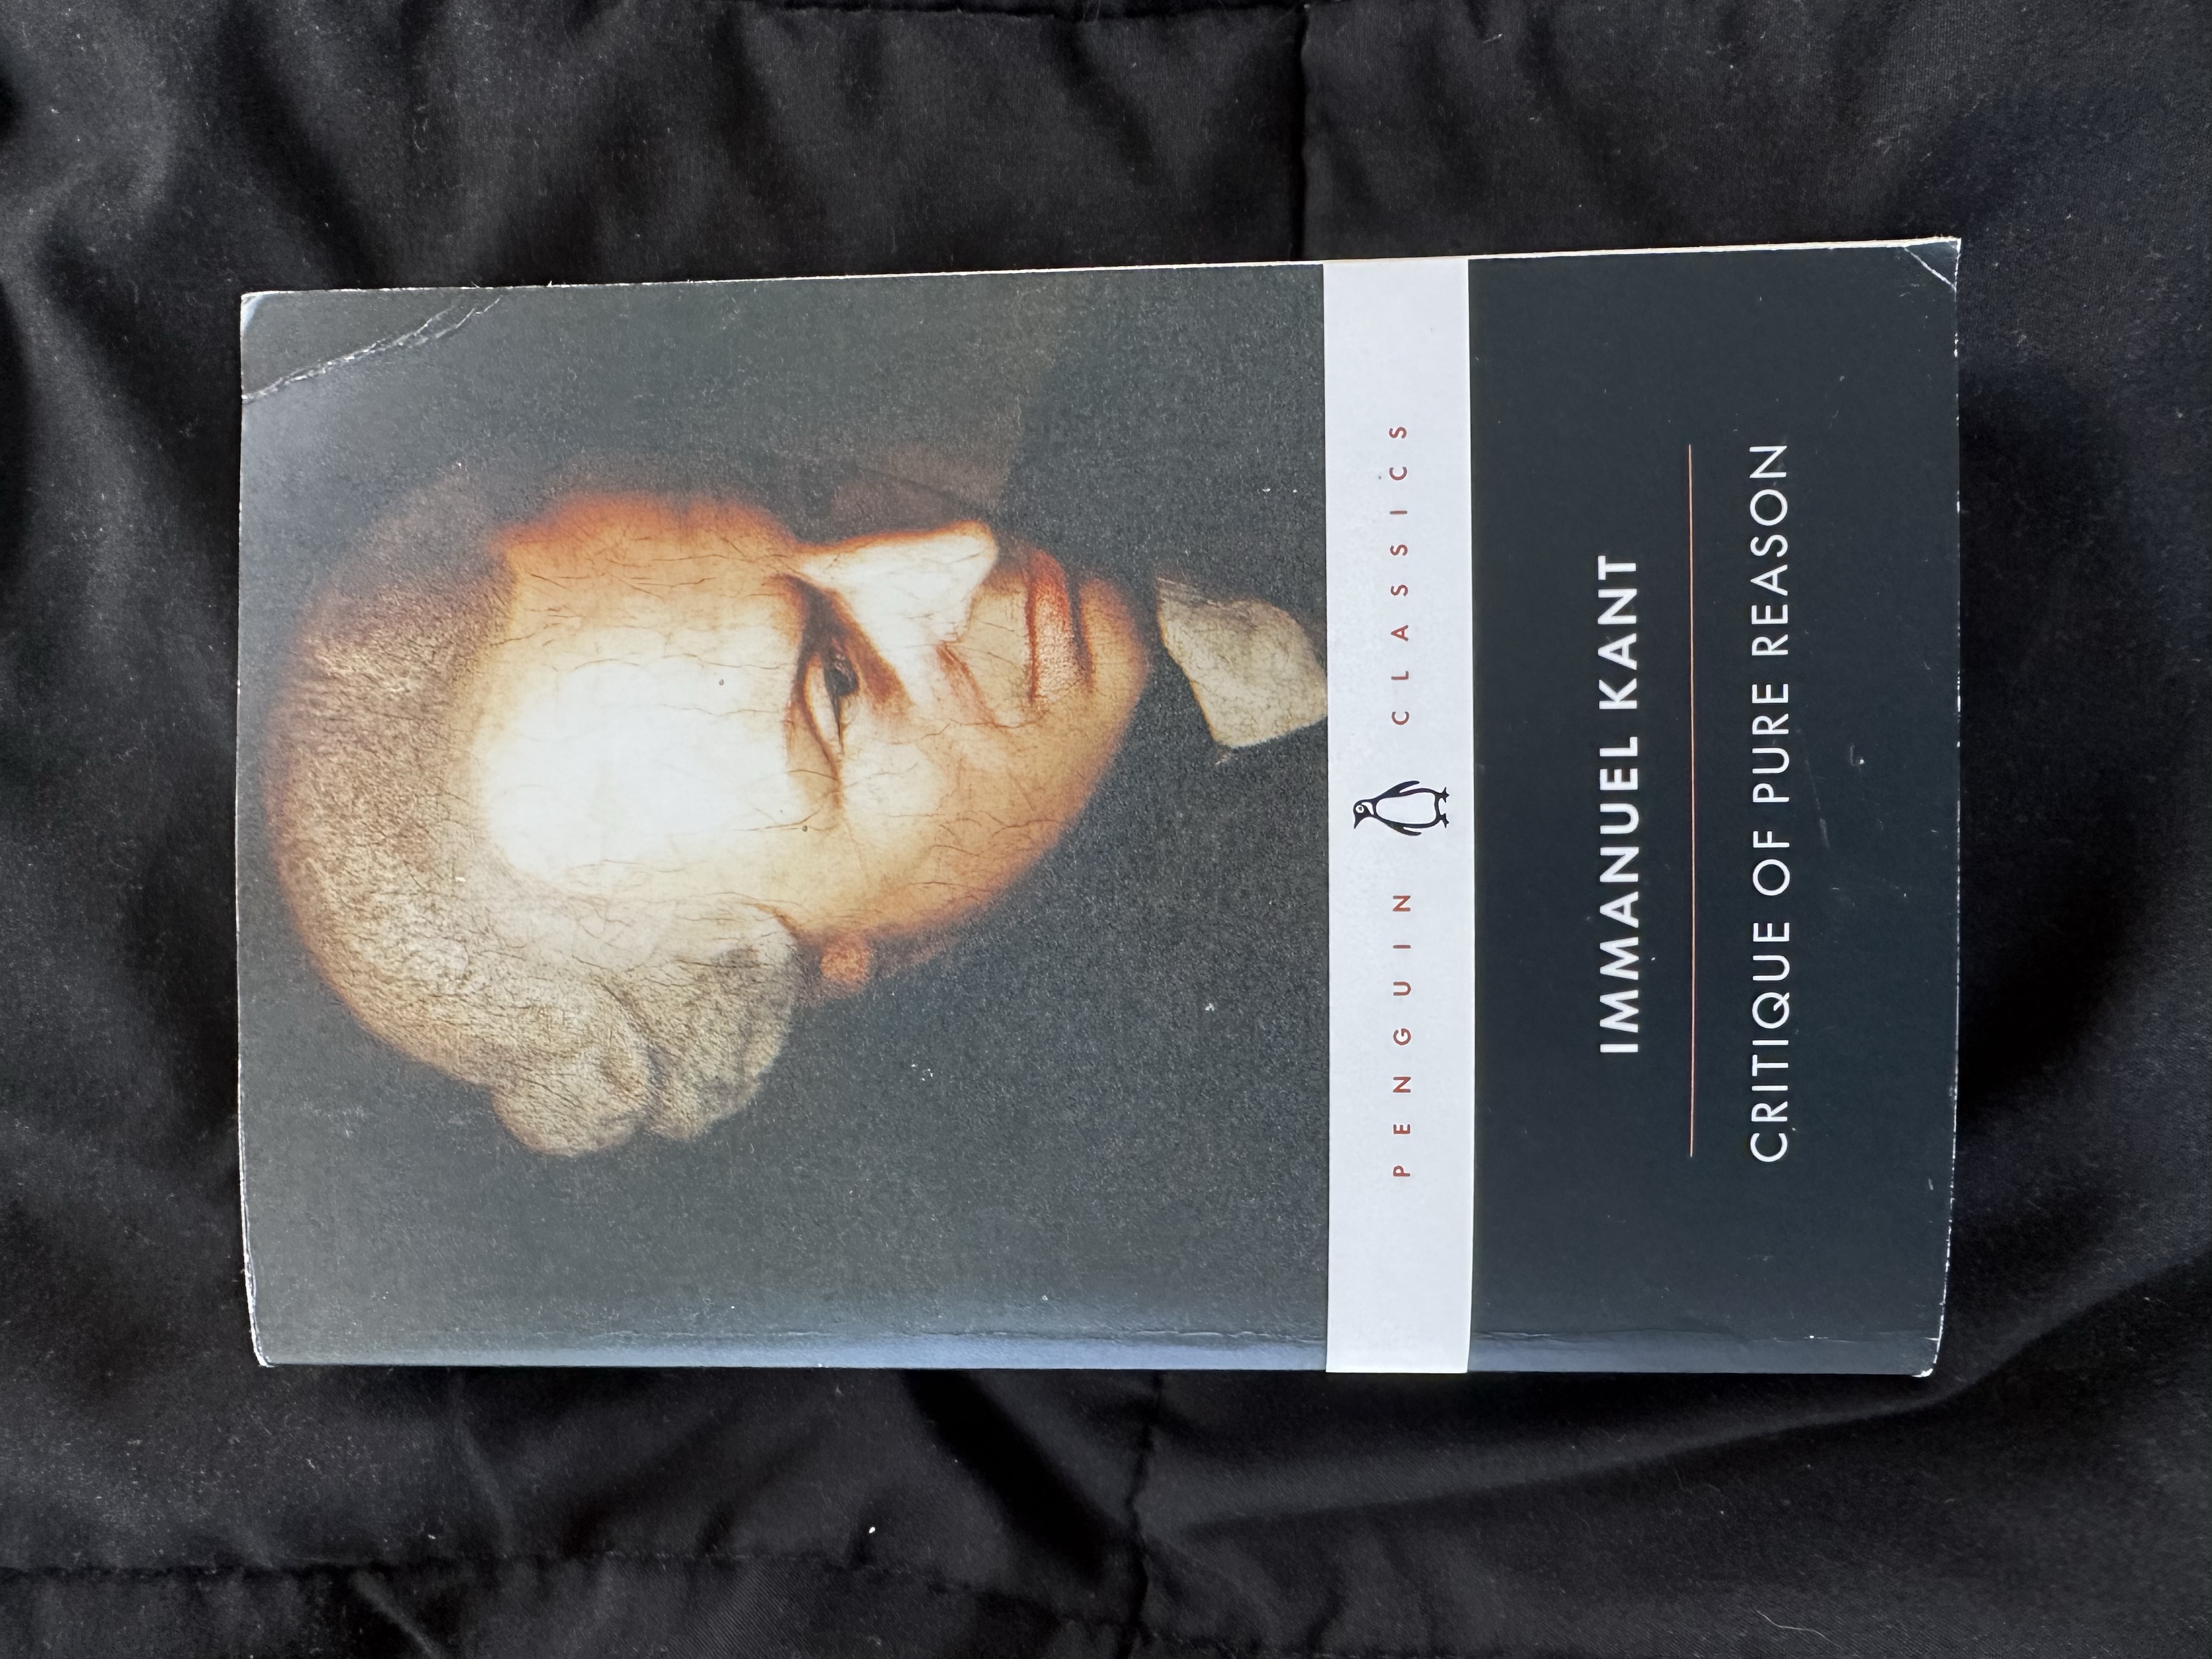 PENGUIN CLASSICS
IMMANUEL KANT
CRITIQUE OF PURE REASON